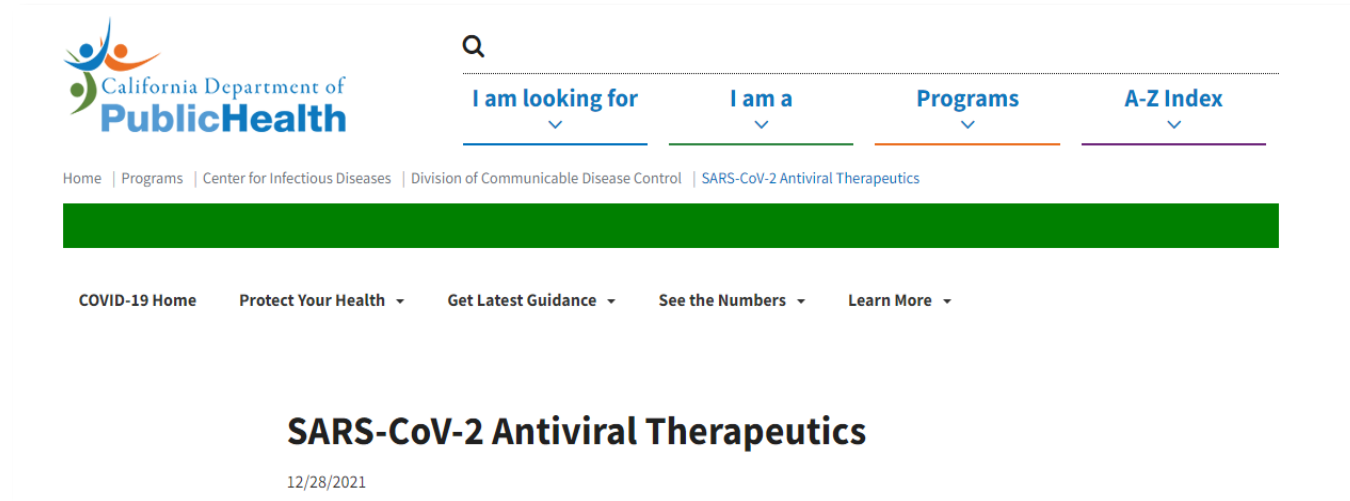 California Department of
PublicHealth
I am looking for
I am a
Programs
A-Z Index
Home | Programs | Center for Infectious Diseases | Division of Communicable Disease Control | SARS-CoV-2 Antiviral Therapeutics
COVID-19 Home Protect Your Health Get Latest Guidance See the Numbers Learn More
SARS-CoV-2 Antiviral Therapeutics
12/28/2021